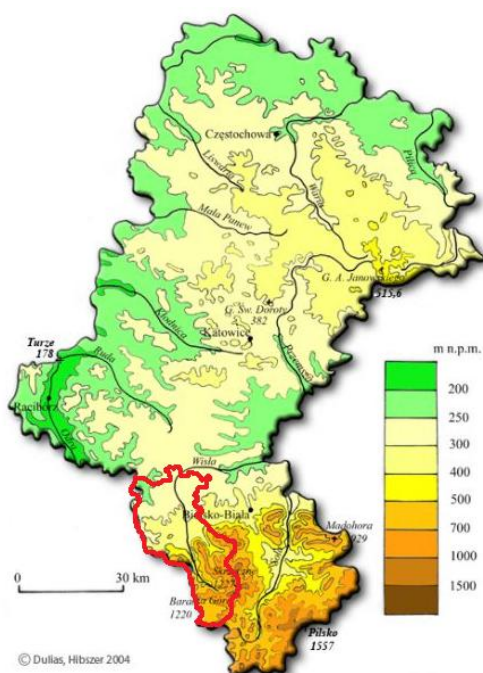 Częstochowa
Liswarta
Warta
Pilica
Mała Panew
G. A. Janowskiego
515,6
G. Św. Doroty
382
Kłodnica
Katowice
Przemsza
Turze
178
Ruda
Racibórz
Odra
m n.p.m.
200
250
300
400
500
700
1000
1500
Wisła
Bielsko-Biała
Madohora
929
Soła
Barania Góra
1220
Pilsko
1557
0 30 km
© Dulias, Hibszer 2004